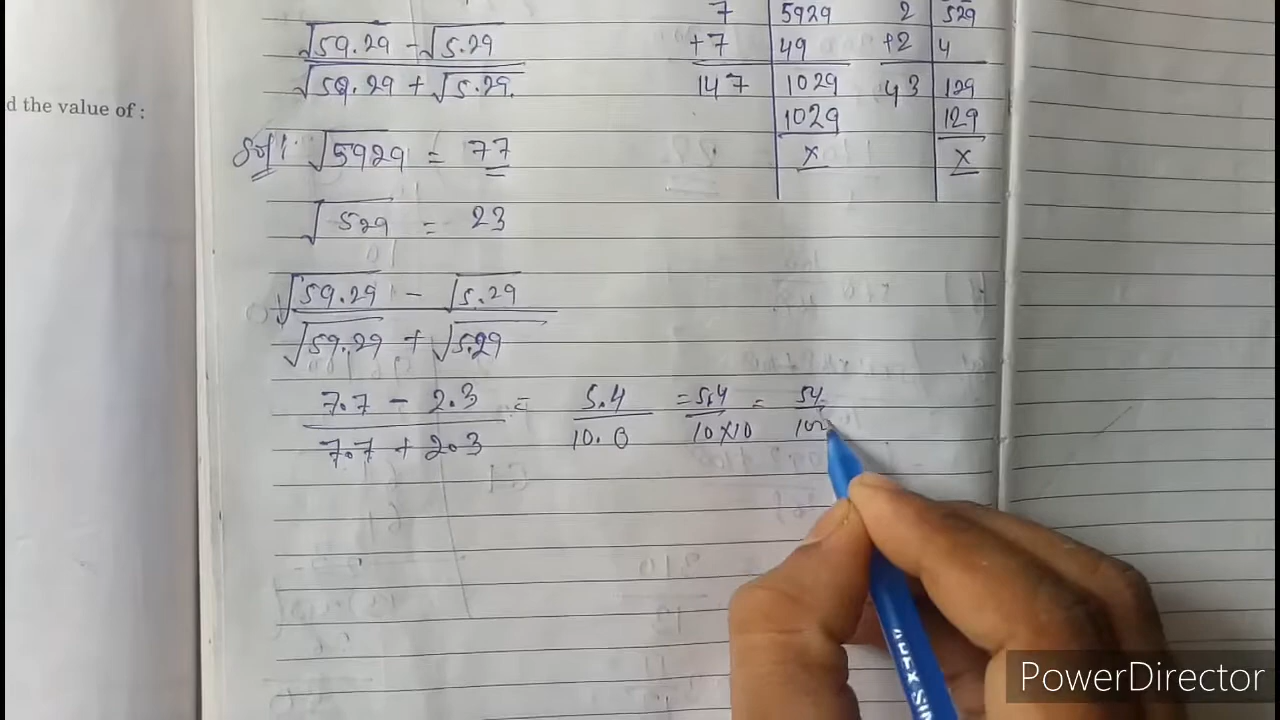 d the value of :
√59.29 - √5.29
√59.29 + √5.29.
7 | 5929
+7 | 49
147 | 1029
1029
x
2 | 529
+2 | 4
43 | 129
129
x
Sol: √5929 = 77
√529 = 23
√59.29 - √5.29
√59.29 + √5.29
7.7 - 2.3 = 5.4 = 5.4 = 54
7.7 + 2.3 10.0 10x10 100
PowerDirector